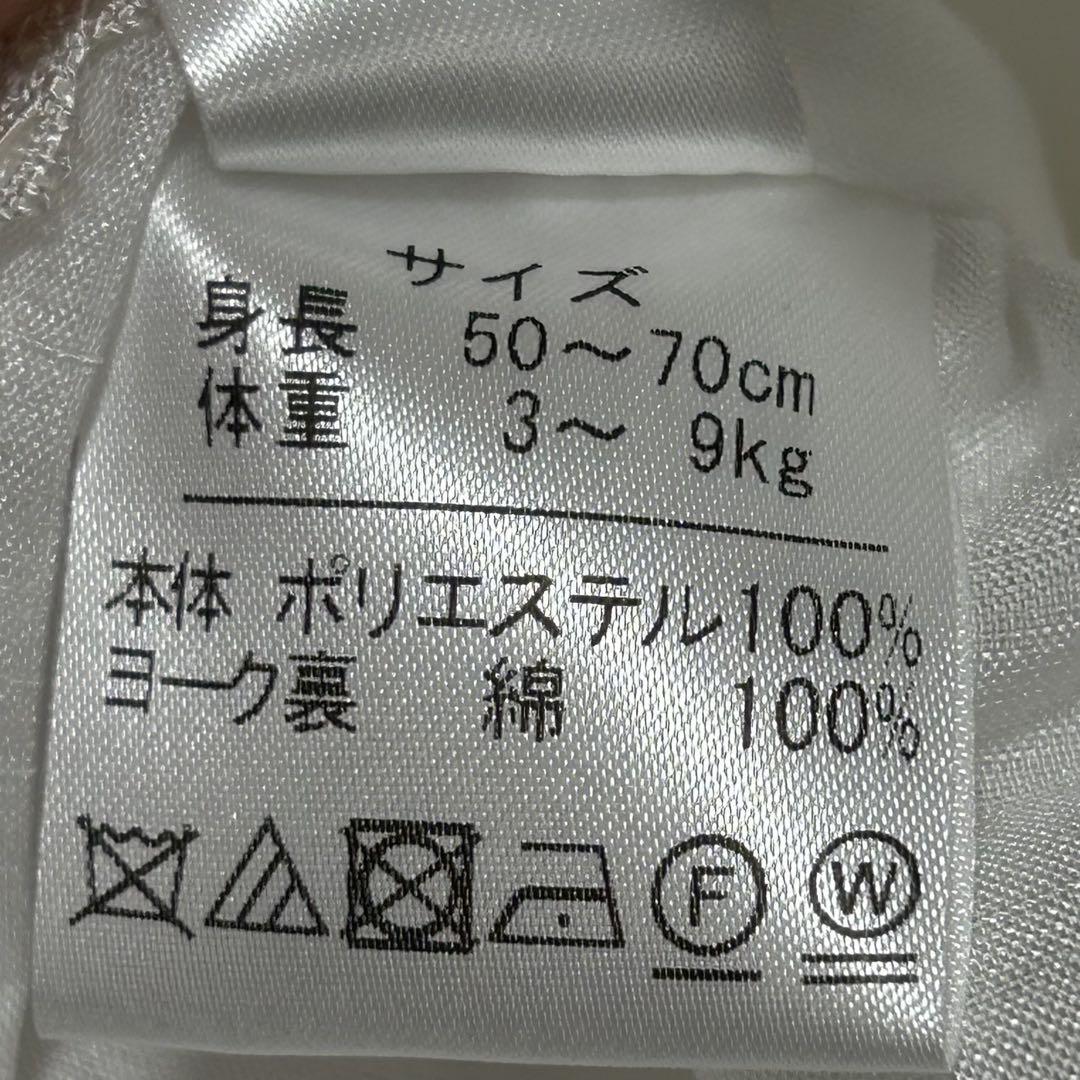 サイズ
身長 50～70cm
体重 3～ 9kg
本体 ポリエステル100%
ヨーク裏 綿 100%
F W